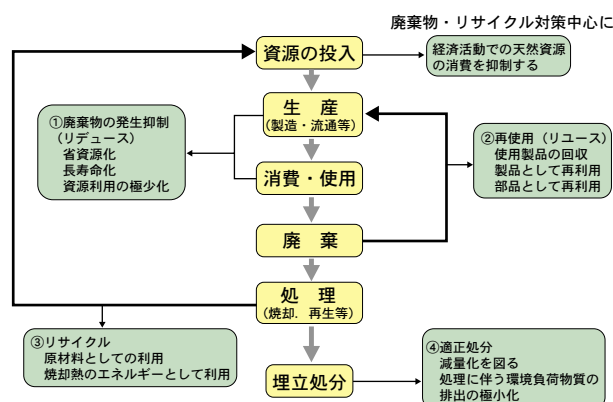 廃棄物・リサイクル対策中心に
資源の投入
経済活動での天然資源
の消費を抑制する
生 産
(製造・流通等)
①廃棄物の発生抑制
(リデュース)
省資源化
長寿命化
資源利用の極少化
②再使用(リユース)
使用製品の回収
製品として再利用
部品として再利用
消費・使用
廃 棄
処 理
(焼却．再生等)
③リサイクル
原材料としての利用
焼却熱のエネルギーとして利用
埋立処分
④適正処分
減量化を図る
処理に伴う環境負荷物質の
排出の極小化